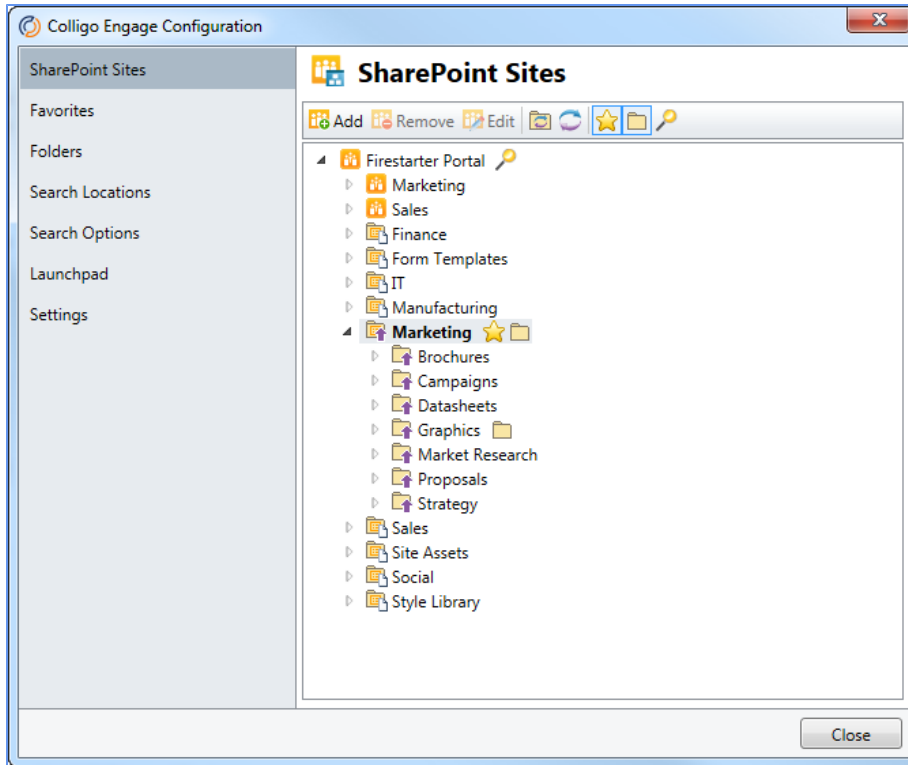 Colligo Engage Configuration
SharePoint Sites
Favorites
Folders
Search Locations
Search Options
Launchpad
Settings
SharePoint Sites
Add Remove Edit
Firestarter Portal
Marketing
Sales
Finance
Form Templates
IT
Manufacturing
Marketing
Brochures
Campaigns
Datasheets
Graphics
Market Research
Proposals
Strategy
Sales
Site Assets
Social
Style Library
Close